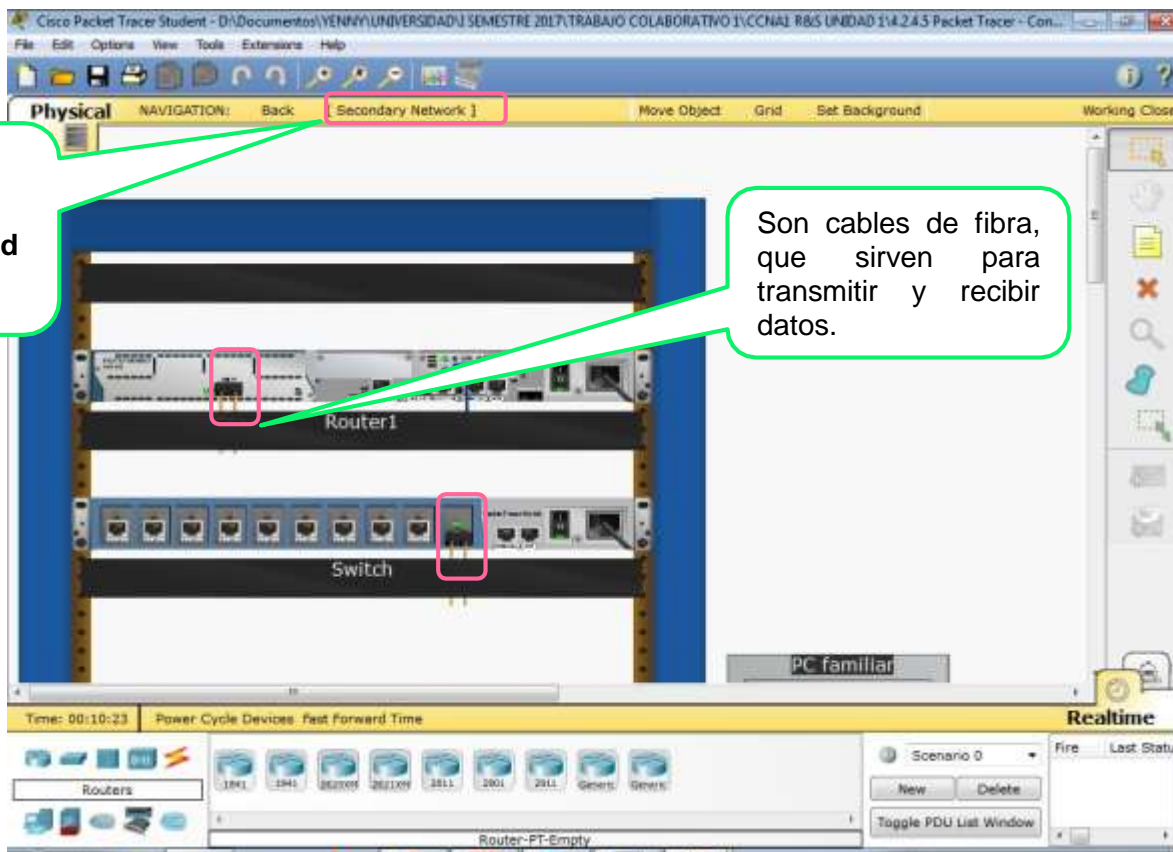 Cisco Packet Tracer Student - D:\Documentos\YENNY\UNIVERSIDAD\I SEMESTRE 2017\TRABAJO COLABORATIVO 1\CCNA1 R&S UNIDAD 1\4.2.4.5 Packet Tracer - Con...
File Edit Options View Tools Extensions Help
Physical NAVIGATION: Back [ Secondary Network ] Move Object Grid Set Background Working Close
d
Son cables de fibra,
que sirven para
transmitir y recibir
datos.
Router1
Switch
PC familiar
Time: 00:10:23 Power Cycle Devices Fast Forward Time
Realtime
Routers
1941 2811 2901 2911 Generic Generic
Router-PT-Empty
Scenario 0
New Delete
Toggle PDU List Window
Fire Last Statu